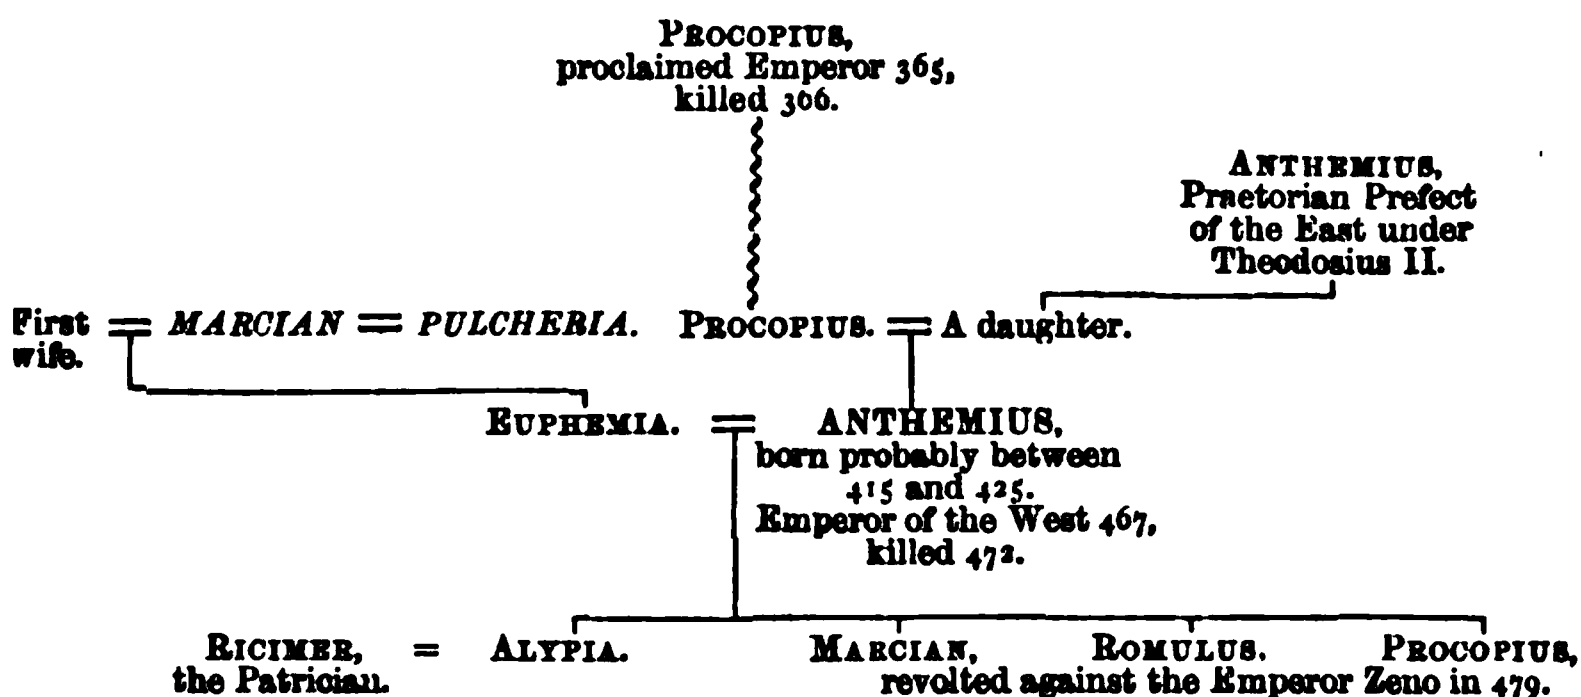 PROCOPIUS,
proclaimed Emperor 365,
killed 366.
ANTHEMIUS,
Praetorian Prefect
of the East under
Theodosius II.
First = MARCIAN = PULCHERIA. PROCOPIUS. = A daughter.
wife.
EUPHEMIA. = ANTHEMIUS,
born probably between
415 and 425.
Emperor of the West 467,
killed 472.
RICIMER, = ALYPIA. MARCIAN, ROMULUS. PROCOPIUS,
the Patrician. revolted against the Emperor Zeno in 479.